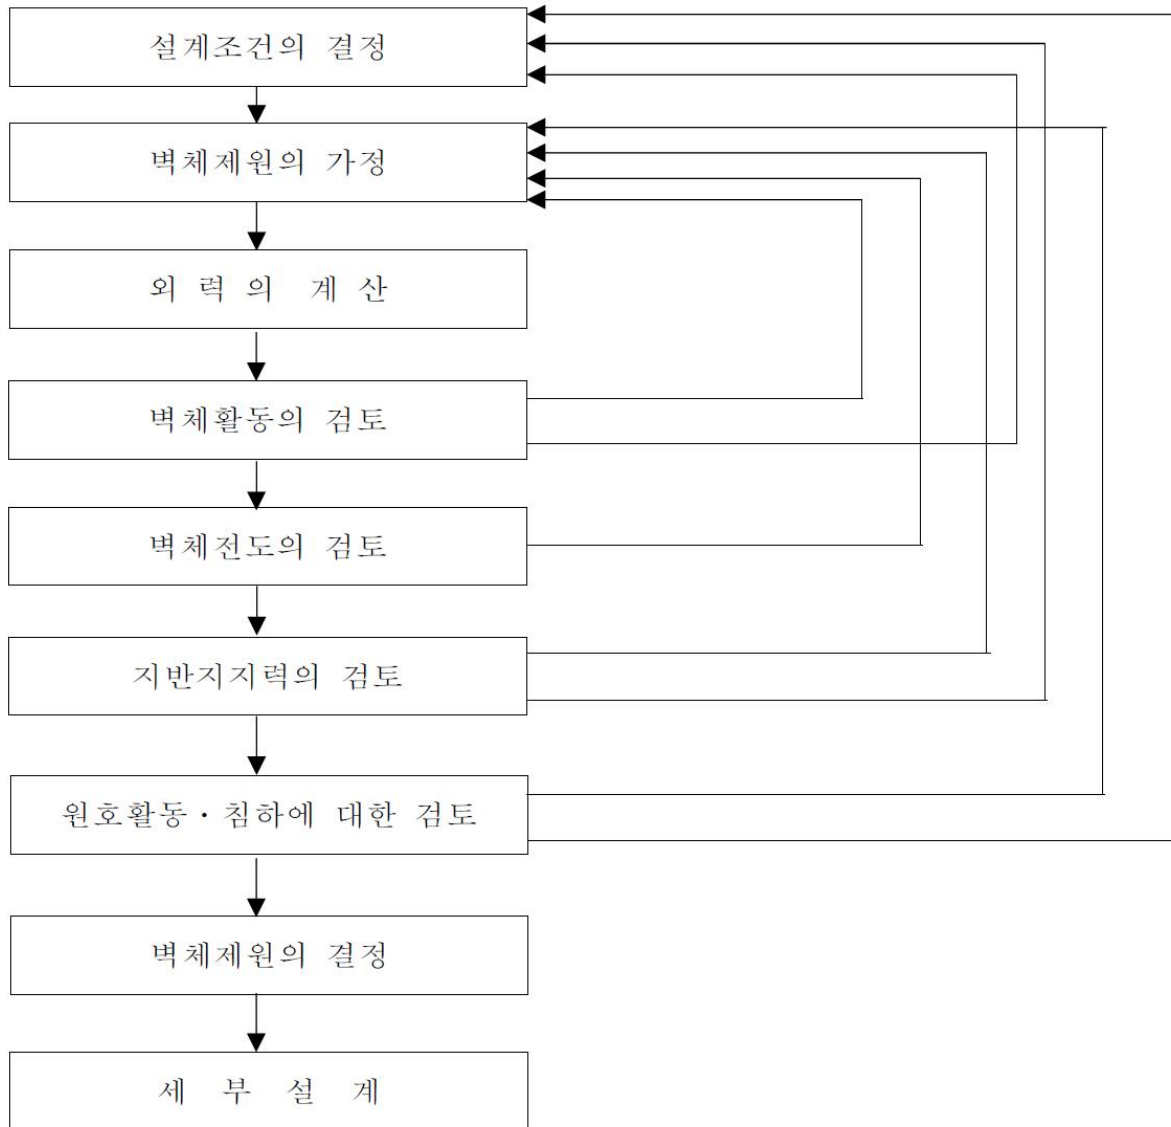 설계조건의 결정
벽체제원의 가정
외 력 의 계 산
벽체활동의 검토
벽체전도의 검토
지반지지력의 검토
원호활동·침하에 대한 검토
벽체제원의 결정
세 부 설 계